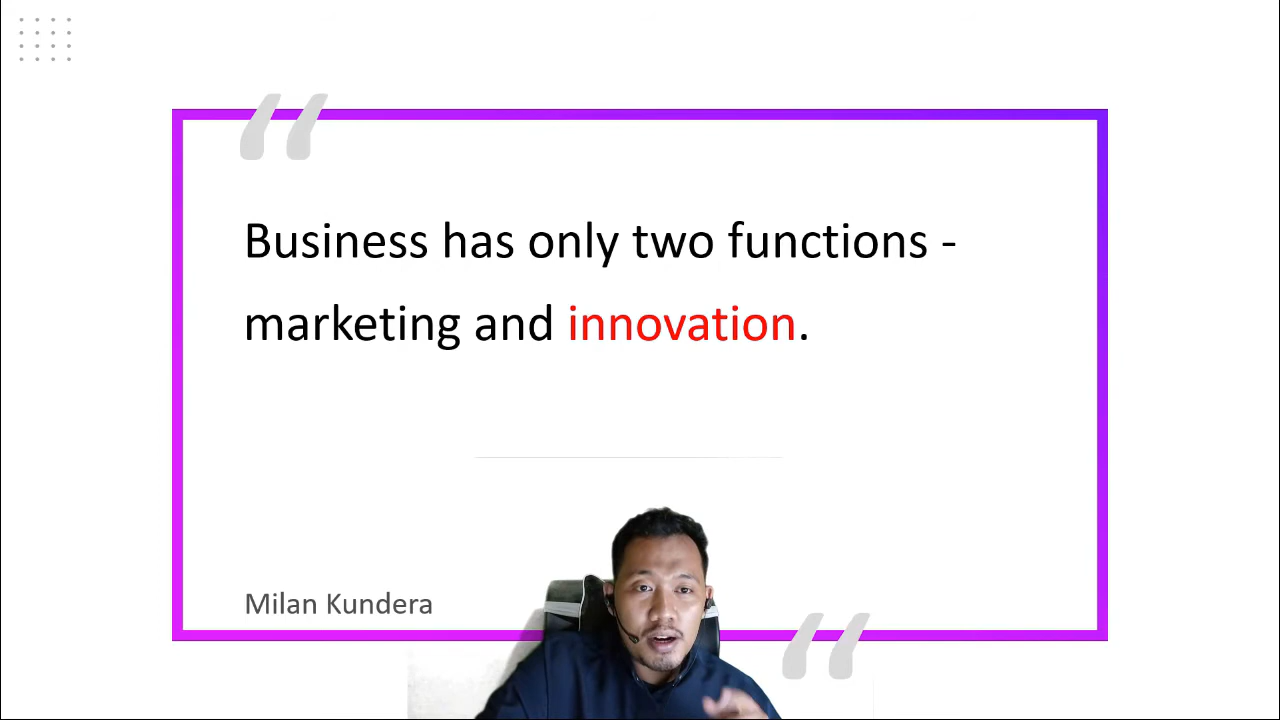 Business has only two functions -
marketing and innovation.
Milan Kundera